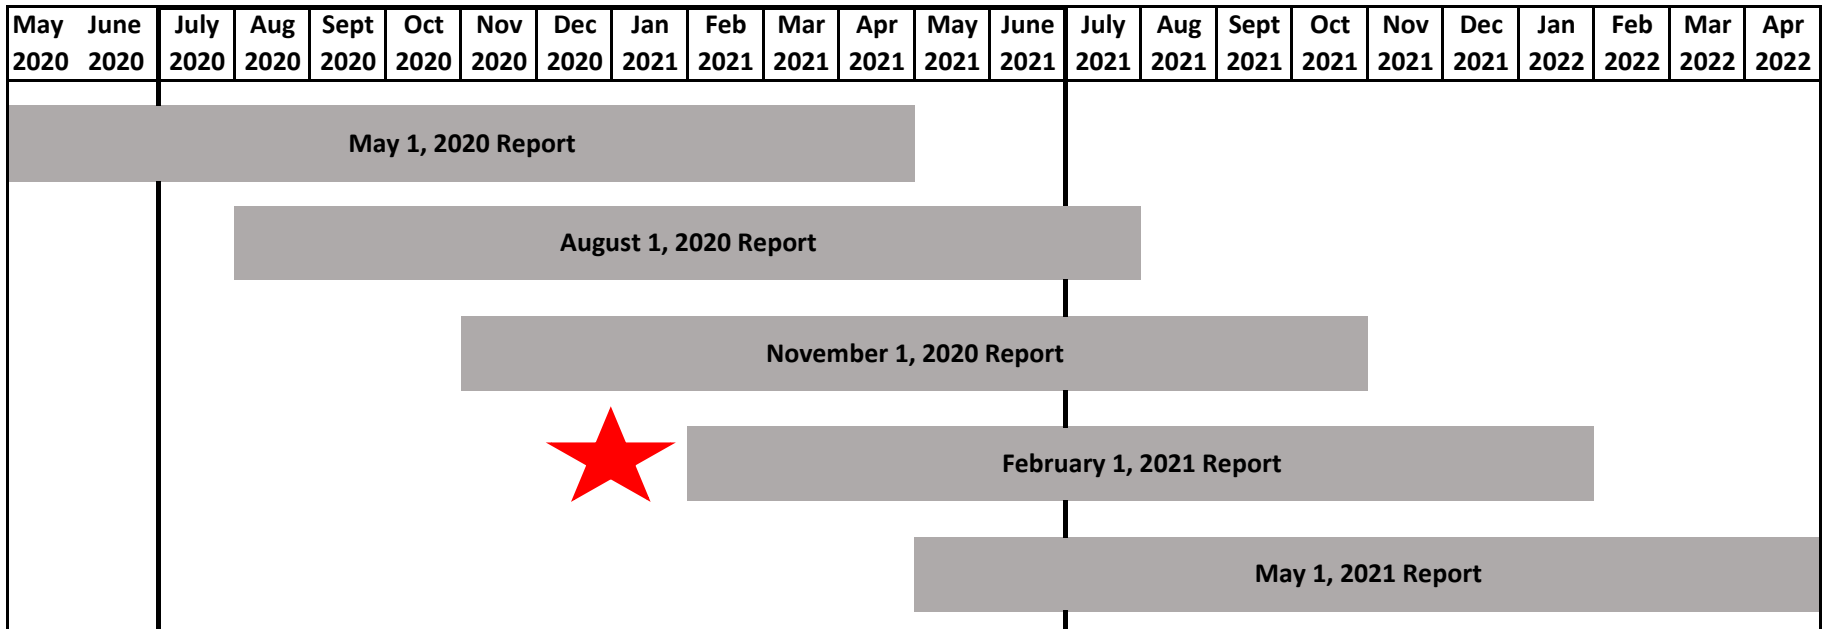 May June July Aug Sept Oct Nov Dec Jan Feb Mar Apr May June July Aug Sept Oct Nov Dec Jan Feb Mar Apr
2020 2020 2020 2020 2020 2020 2020 2020 2021 2021 2021 2021 2021 2021 2021 2021 2021 2021 2021 2021 2022 2022 2022 2022
May 1, 2020 Report
August 1, 2020 Report
November 1, 2020 Report
February 1, 2021 Report
May 1, 2021 Report